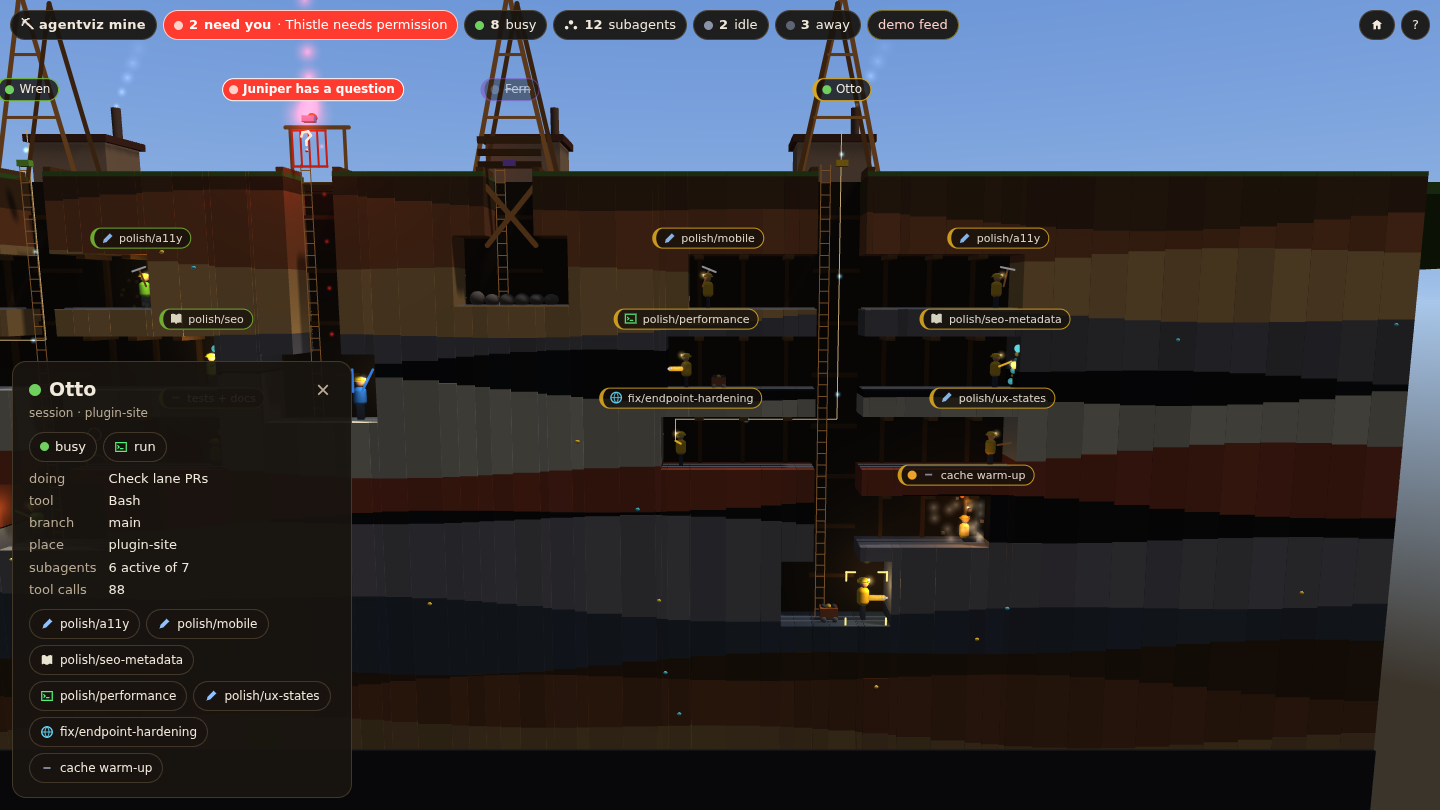 agentviz mine
2 need you · Thistle needs permission
8 busy
12 subagents
2 idle
3 away
demo feed
?
Wren
Juniper has a question
Fern
Otto
?
polish/a11y
polish/mobile
polish/a11y
polish/seo
polish/performance
polish/seo-metadata
tests + docs
fix/endpoint-hardening
polish/ux-states
cache warm-up
Otto
session · plugin-site
busy
run
doing Check lane PRs
tool Bash
branch main
place plugin-site
subagents 6 active of 7
tool calls 88
polish/a11y
polish/mobile
polish/seo-metadata
polish/performance
polish/ux-states
fix/endpoint-hardening
cache warm-up